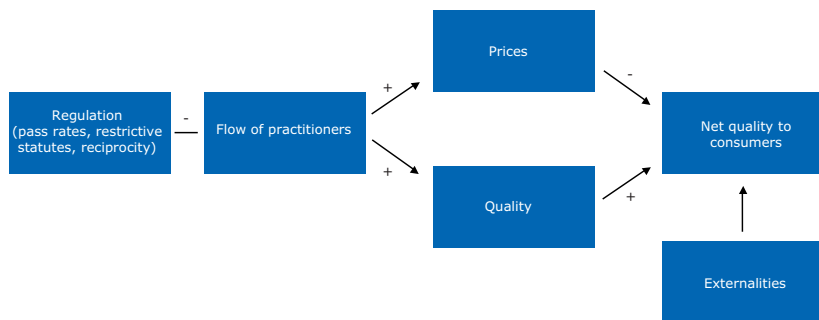 Regulation
(pass rates, restrictive
statutes, reciprocity)
-
Flow of practitioners
+
+
Prices
Quality
-
+
Net quality to
consumers
Externalities